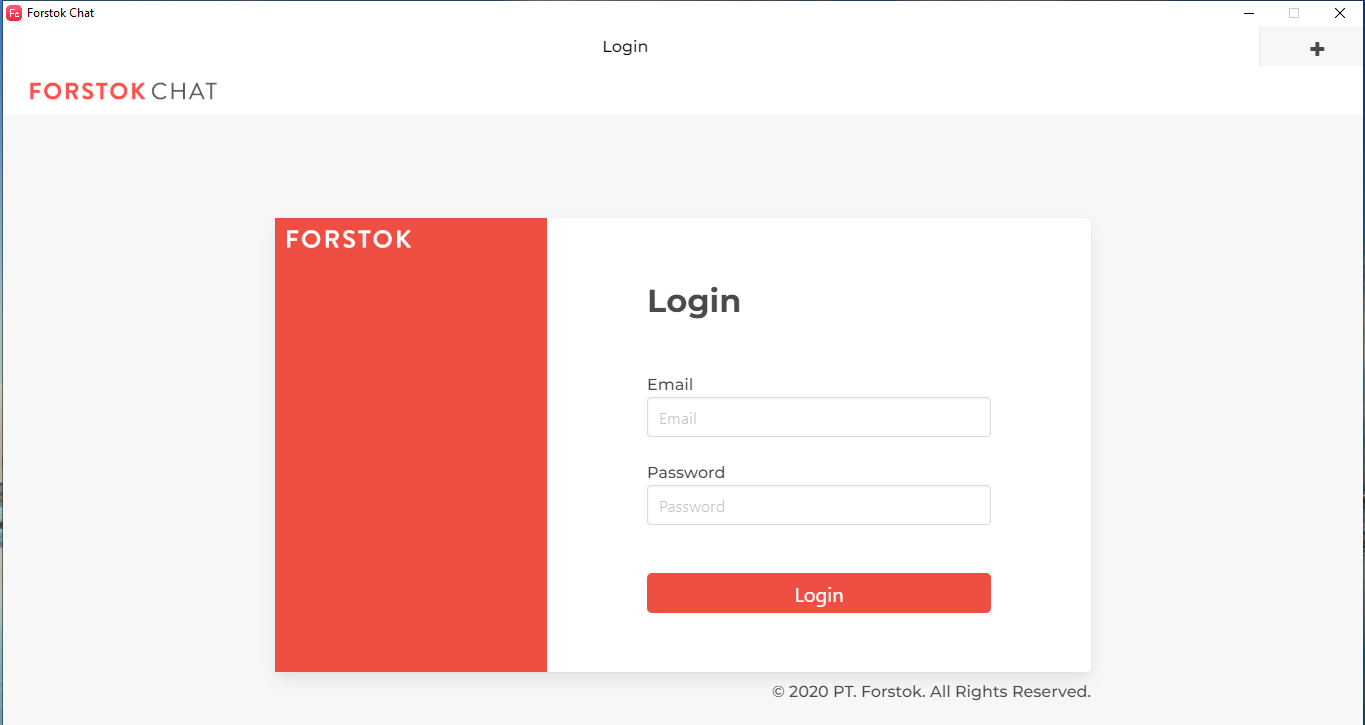 Fc Forstok Chat
Login
FORSTOK CHAT
FORSTOK
Login
Email
Email
Password
Password
Login
© 2020 PT. Forstok. All Rights Reserved.